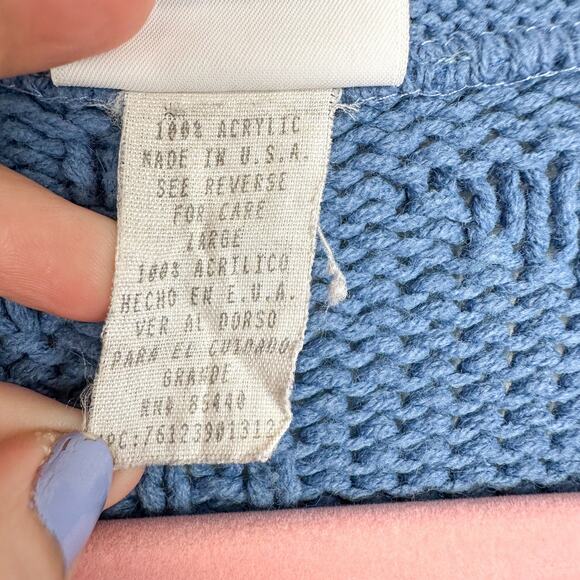 100% ACRYLIC
MADE IN U.S.A.
SEE REVERSE
FOR CARE
LARGE
100% ACRILICO
HECHO EN E.U.A.
VER AL DORSO
PARA EL CUIDADO
GRANDE
RN#